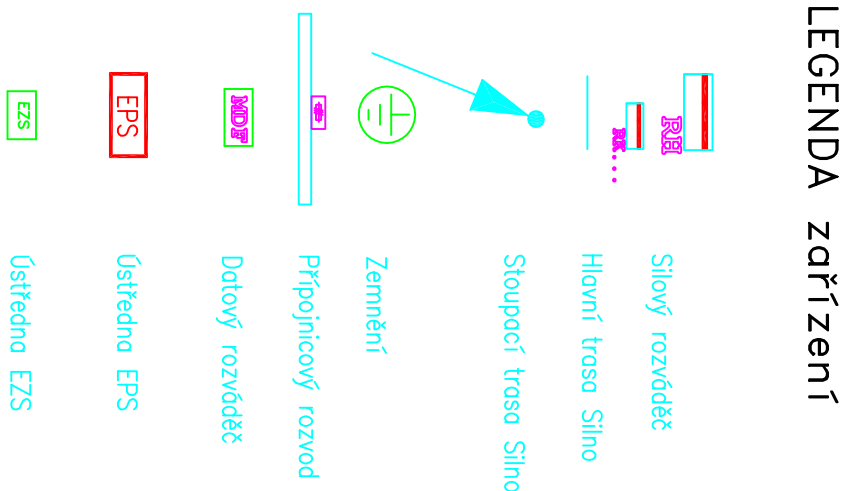 LEGENDA zařízení
RH
Silový rozváděč
RK....
Hlavní trasa Silno
Stoupací trasa Silno
Zemnění
Přípojnicový rozvod
MDF
Datový rozváděč
EPS
Ústředna EPS
EZS
Ústředna EZS